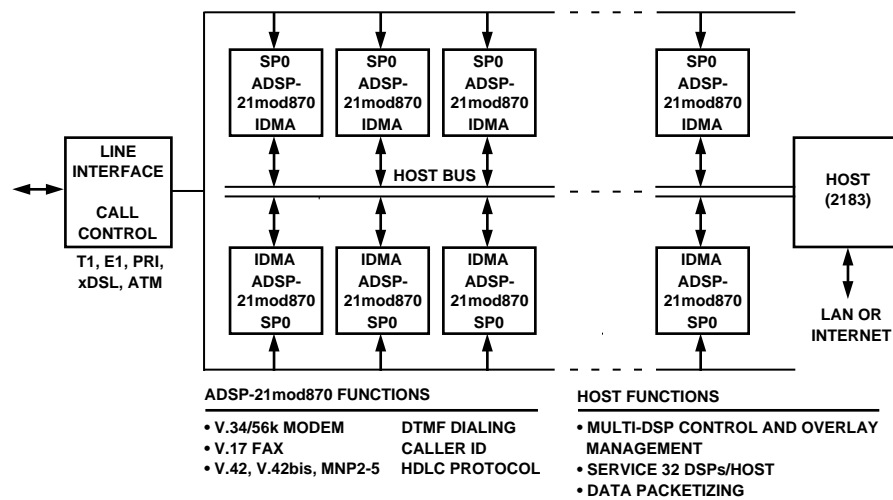 SP0
ADSP-
21mod870
IDMA
SP0
ADSP-
21mod870
IDMA
SP0
ADSP-
21mod870
IDMA
SP0
ADSP-
21mod870
IDMA
LINE
INTERFACE
CALL
CONTROL
T1, E1, PRI,
xDSL, ATM
HOST BUS
HOST
(2183)
LAN OR
INTERNET
IDMA
ADSP-
21mod870
SP0
IDMA
ADSP-
21mod870
SP0
IDMA
ADSP-
21mod870
SP0
IDMA
ADSP-
21mod870
SP0
ADSP-21mod870 FUNCTIONS
• V.34/56k MODEM DTMF DIALING
• V.17 FAX CALLER ID
• V.42, V.42bis, MNP2-5 HDLC PROTOCOL
HOST FUNCTIONS
• MULTI-DSP CONTROL AND OVERLAY
MANAGEMENT
• SERVICE 32 DSPs/HOST
• DATA PACKETIZING